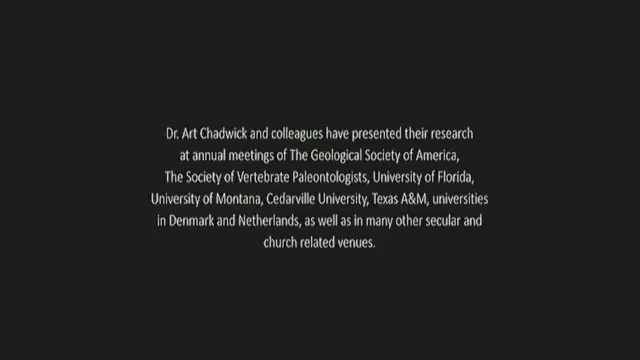 Dr. Art Chadwick and colleagues have presented their research
at annual meetings of The Geological Society of America,
The Society of Vertebrate Paleontologists, University of Florida,
University of Montana, Cedarville University, Texas A&M, universities
in Denmark and Netherlands, as well as in many other secular and
church related venues.